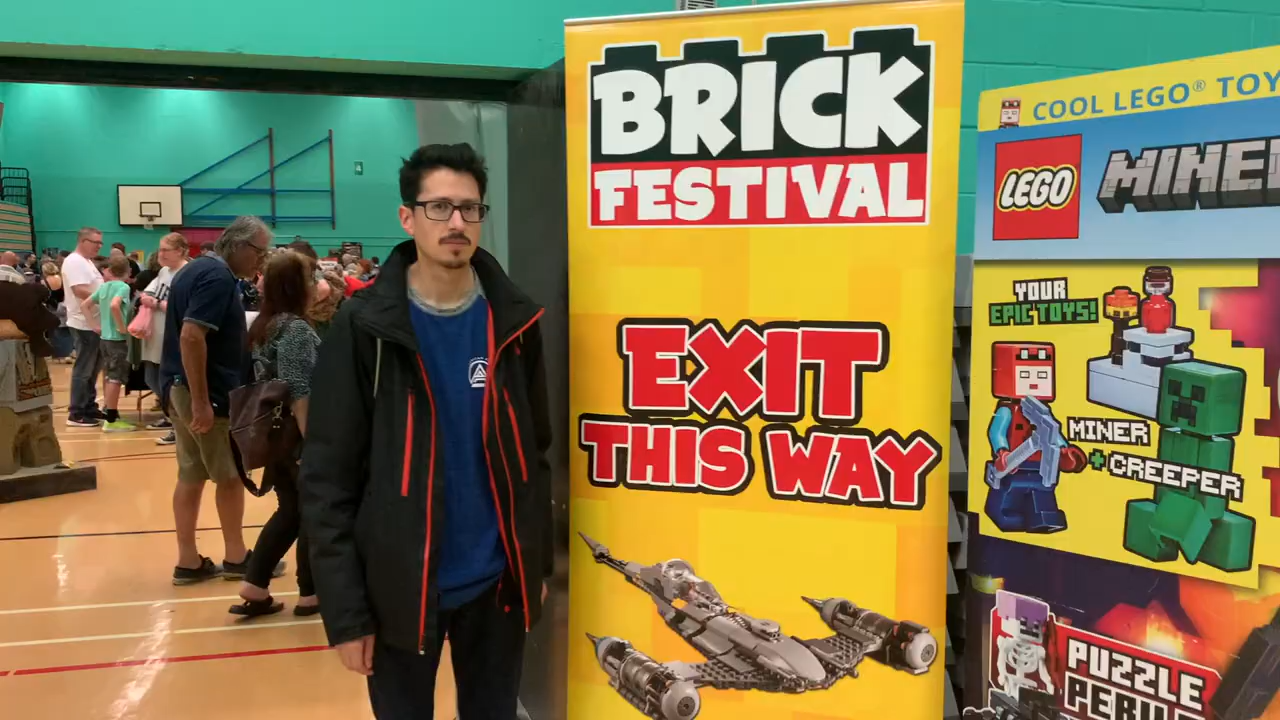 BRICK
FESTIVAL
EXIT
THIS WAY
COOL LEGO® TOY
LEGO
YOUR
EPIC TOYS!
MINER
+CREEPER
PUZZLE